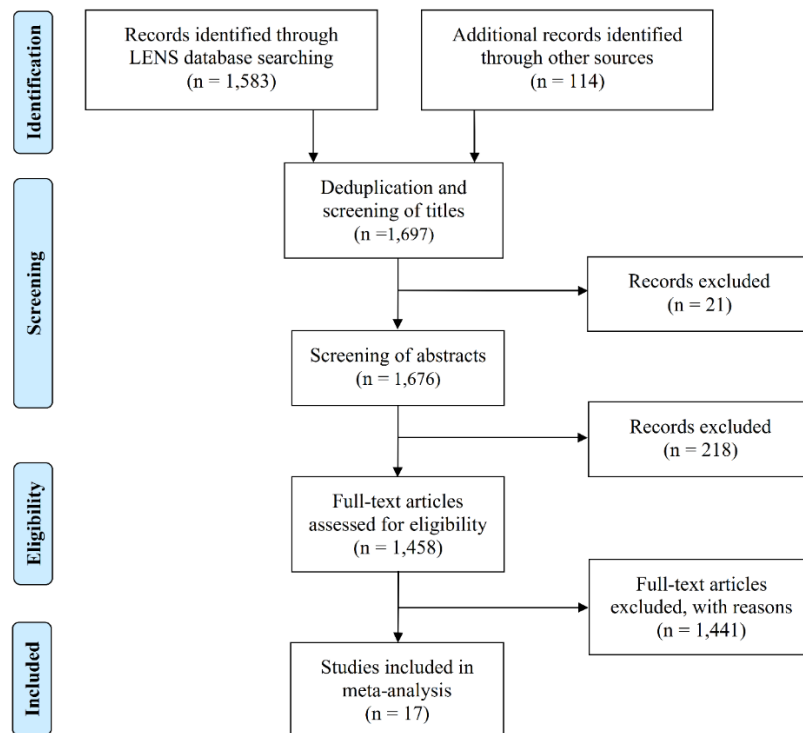 Identification
Records identified through
LENS database searching
(n = 1,583)
Additional records identified
through other sources
(n = 114)
Screening
Deduplication and
screening of titles
(n =1,697)
Records excluded
(n = 21)
Screening of abstracts
(n = 1,676)
Records excluded
(n = 218)
Eligibility
Full-text articles
assessed for eligibility
(n = 1,458)
Full-text articles
excluded, with reasons
(n = 1,441)
Included
Studies included in
meta-analysis
(n = 17)